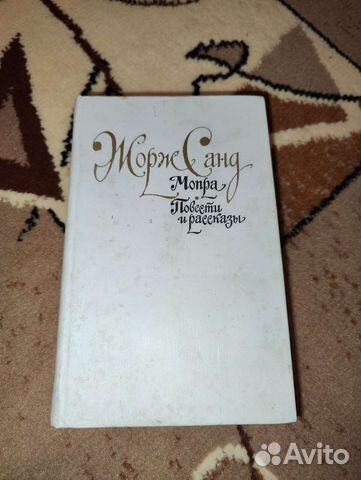 Жорж Санд
Мопра
Повести
и рассказы
Avito